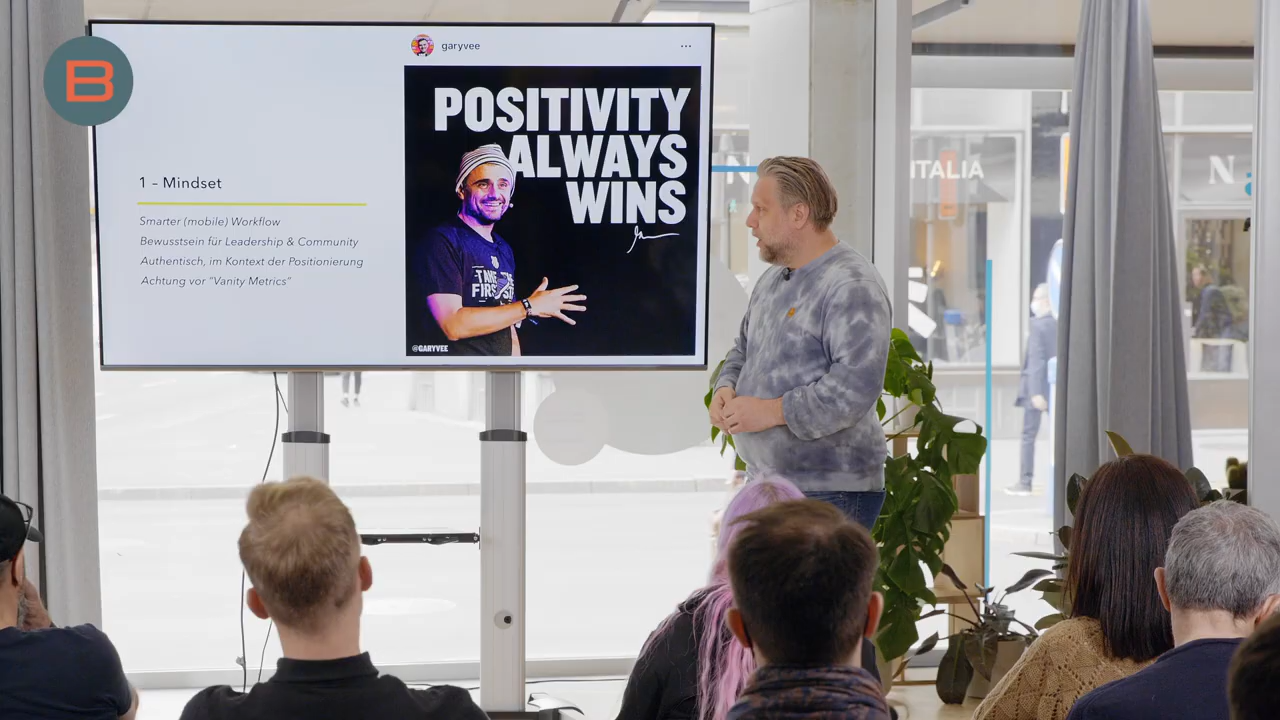 B
garyvee
POSITIVITY
ALWAYS
WINS
@GARYVEE
1 – Mindset
Smarter (mobile) Workflow
Bewusstsein für Leadership & Community
Authentisch, im Kontext der Positionierung
Achtung vor "Vanity Metrics"
ITALIA
N